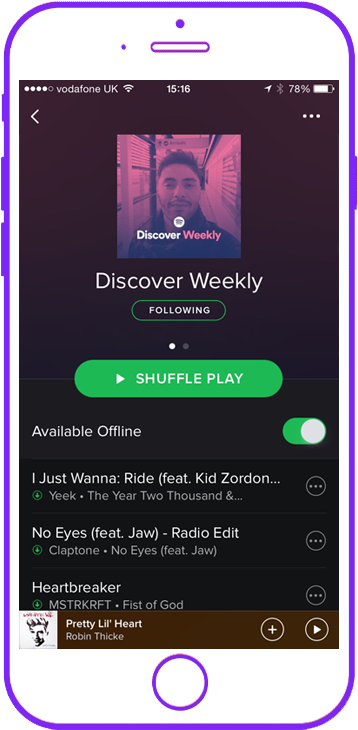 vodafone UK 15:16 78%
Discover Weekly
Discover Weekly
FOLLOWING
SHUFFLE PLAY
Available Offline
I Just Wanna: Ride (feat. Kid Zordon...
Yeek • The Year Two Thousand &...
No Eyes (feat. Jaw) - Radio Edit
Claptone • No Eyes (feat. Jaw)
Heartbreaker
MSTRKRFT • Fist of God
Pretty Lil' Heart
Robin Thicke